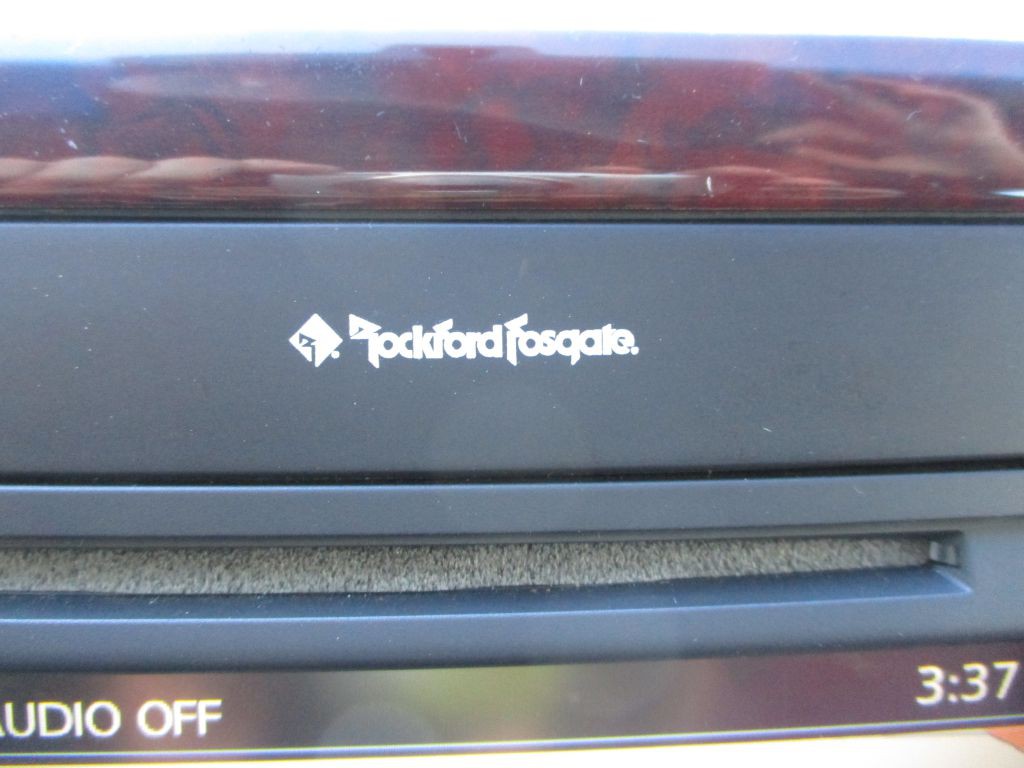 Rockford Fosgate.
AUDIO OFF
3:37